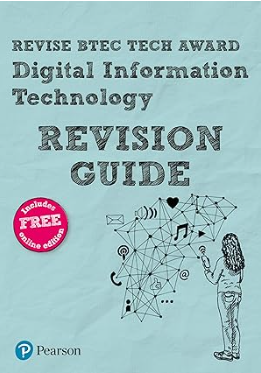 REVISE BTEC TECH AWARD
Digital Information
Technology
REVISION
GUIDE
Includes
FREE
online edition
Pearson